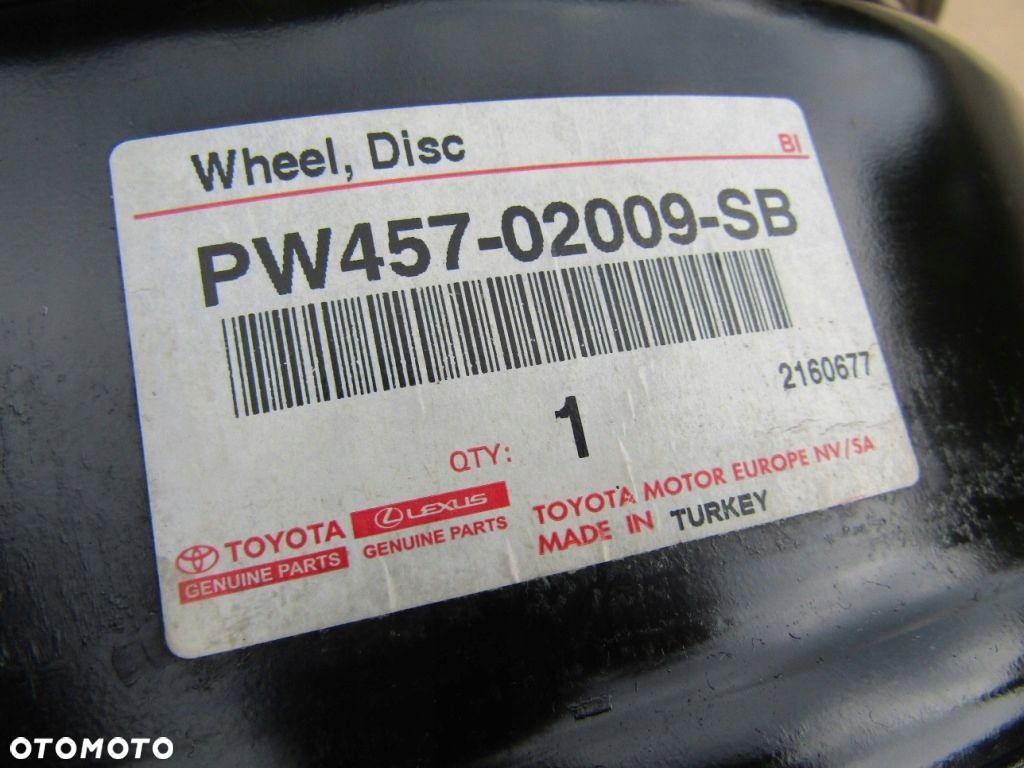 Wheel, Disc
BI
PW457-02009-SB
2160677
QTY: 1
TOYOTA
GENUINE PARTS
LEXUS
GENUINE PARTS
TOYOTA MOTOR EUROPE NV/SA
MADE IN TURKEY
OTOMOTO